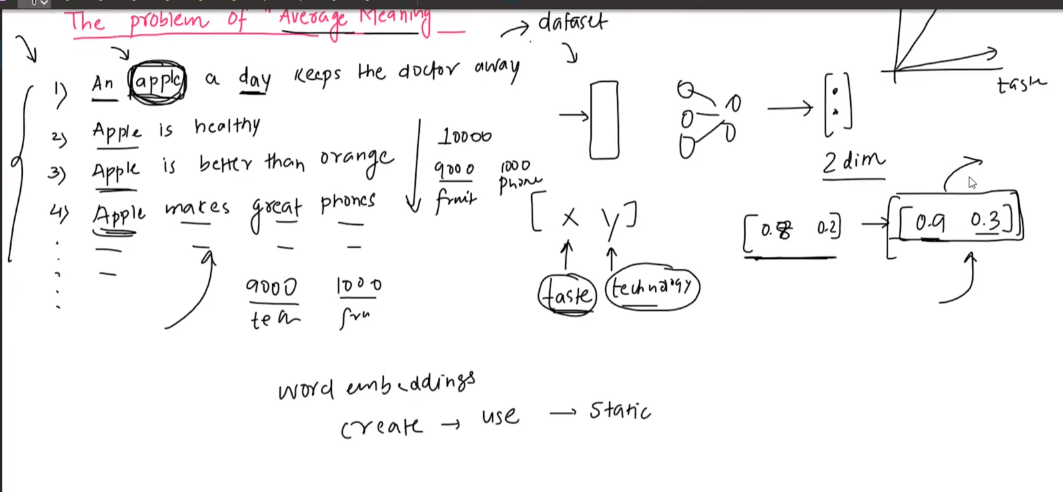 The problem of "Average Meaning
→ dataset
1) An apple a day keeps the doctor away
2) Apple is healthy
3) Apple is better than orange
4) Apple makes great phones
10000
9000 1000
fruit phone
9000 1000
tech fru
[ x y ]
taste technology
2 dim
[0.8 0.2] → [0.9 0.3]
taste
word embeddings
create → use → static